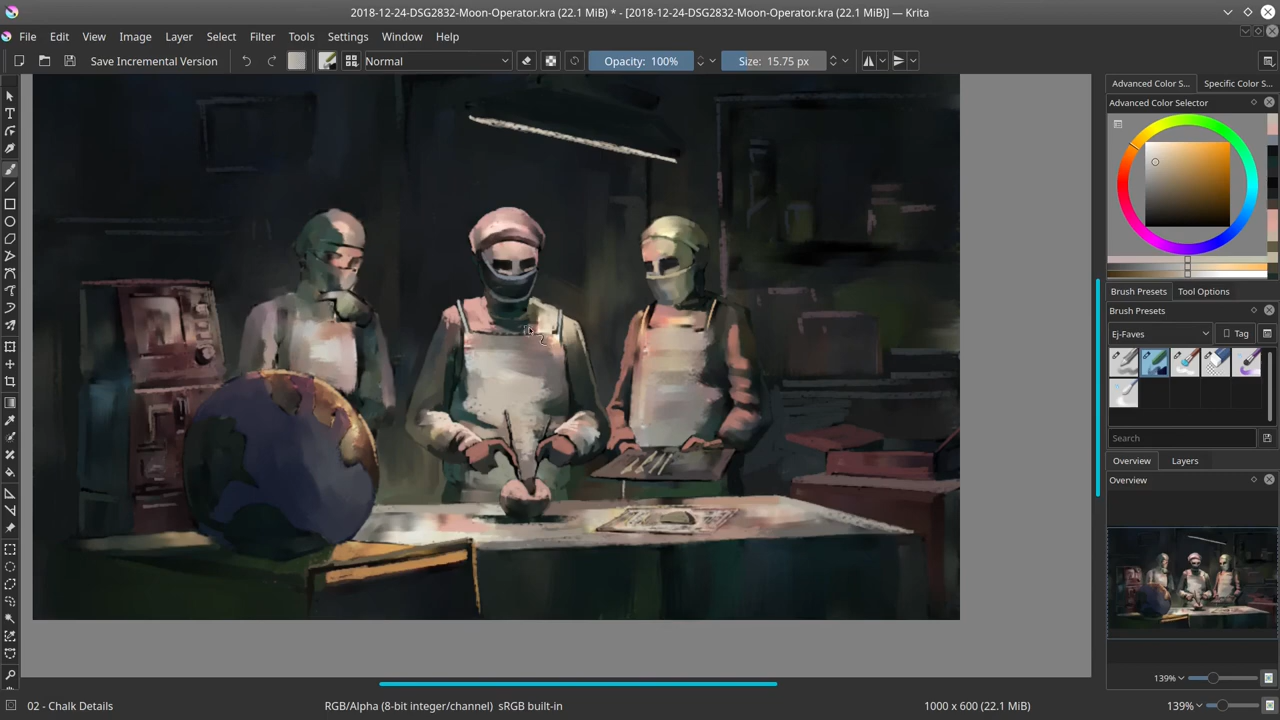 2018-12-24-DSG2832-Moon-Operator.kra (22.1 MiB) * - [2018-12-24-DSG2832-Moon-Operator.kra (22.1 MiB)] — Krita
File Edit View Image Layer Select Filter Tools Settings Window Help
Save Incremental Version Normal Opacity: 100% Size: 15.75 px
Advanced Color S... Specific Color S...
Advanced Color Selector
Brush Presets Tool Options
Brush Presets
Ej-Faves Tag
Search
Overview Layers
Overview
139%
02 - Chalk Details RGB/Alpha (8-bit integer/channel) sRGB built-in 1000 x 600 (22.1 MiB) 139%